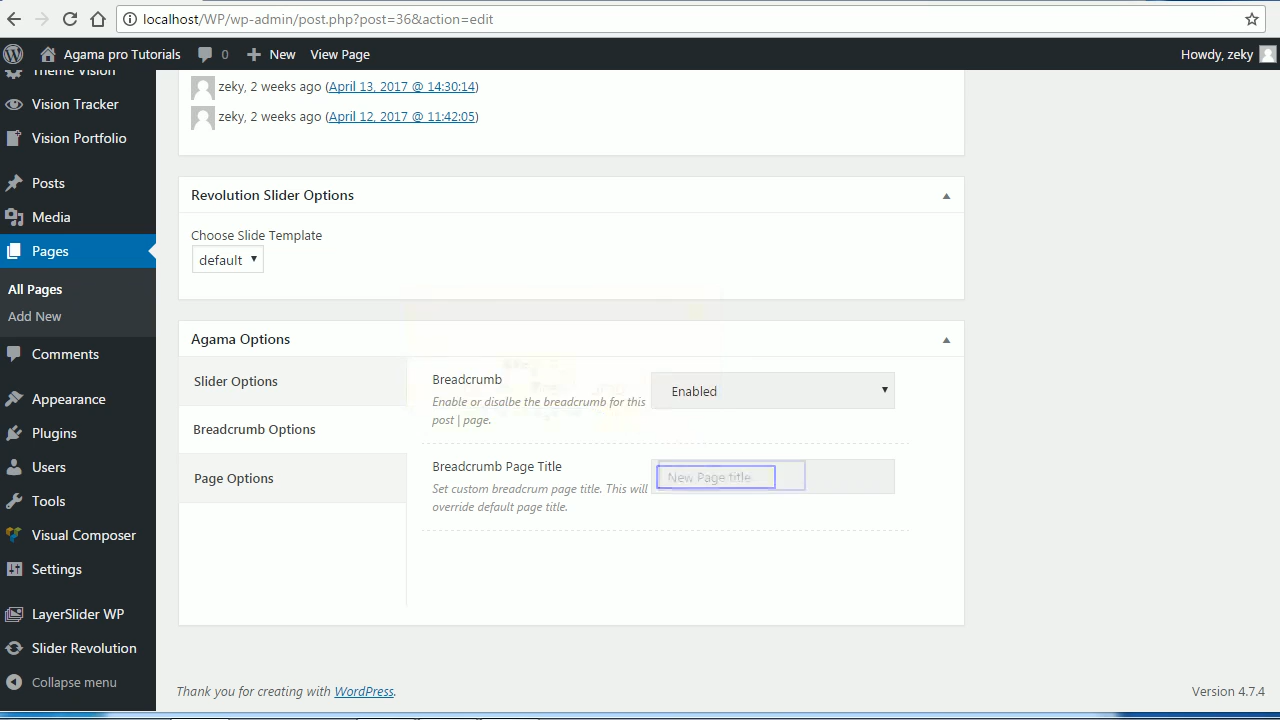 localhost/WP/wp-admin/post.php?post=36&action=edit
Agama pro Tutorials 0 New View Page Howdy, zeky
Theme Vision
Vision Tracker
Vision Portfolio
Posts
Media
Pages
All Pages
Add New
Comments
Appearance
Plugins
Users
Tools
Visual Composer
Settings
LayerSlider WP
Slider Revolution
Collapse menu
zeky, 2 weeks ago (April 13, 2017 @ 14:30:14)
zeky, 2 weeks ago (April 12, 2017 @ 11:42:05)
Revolution Slider Options
Choose Slide Template
default
Agama Options
Slider Options
Breadcrumb Options
Page Options
Breadcrumb
Enable or disalbe the breadcrumb for this
post | page.
Enabled
Breadcrumb Page Title
Set custom breadcrum page title. This will
override default page title.
New Page title
Thank you for creating with WordPress.
Version 4.7.4